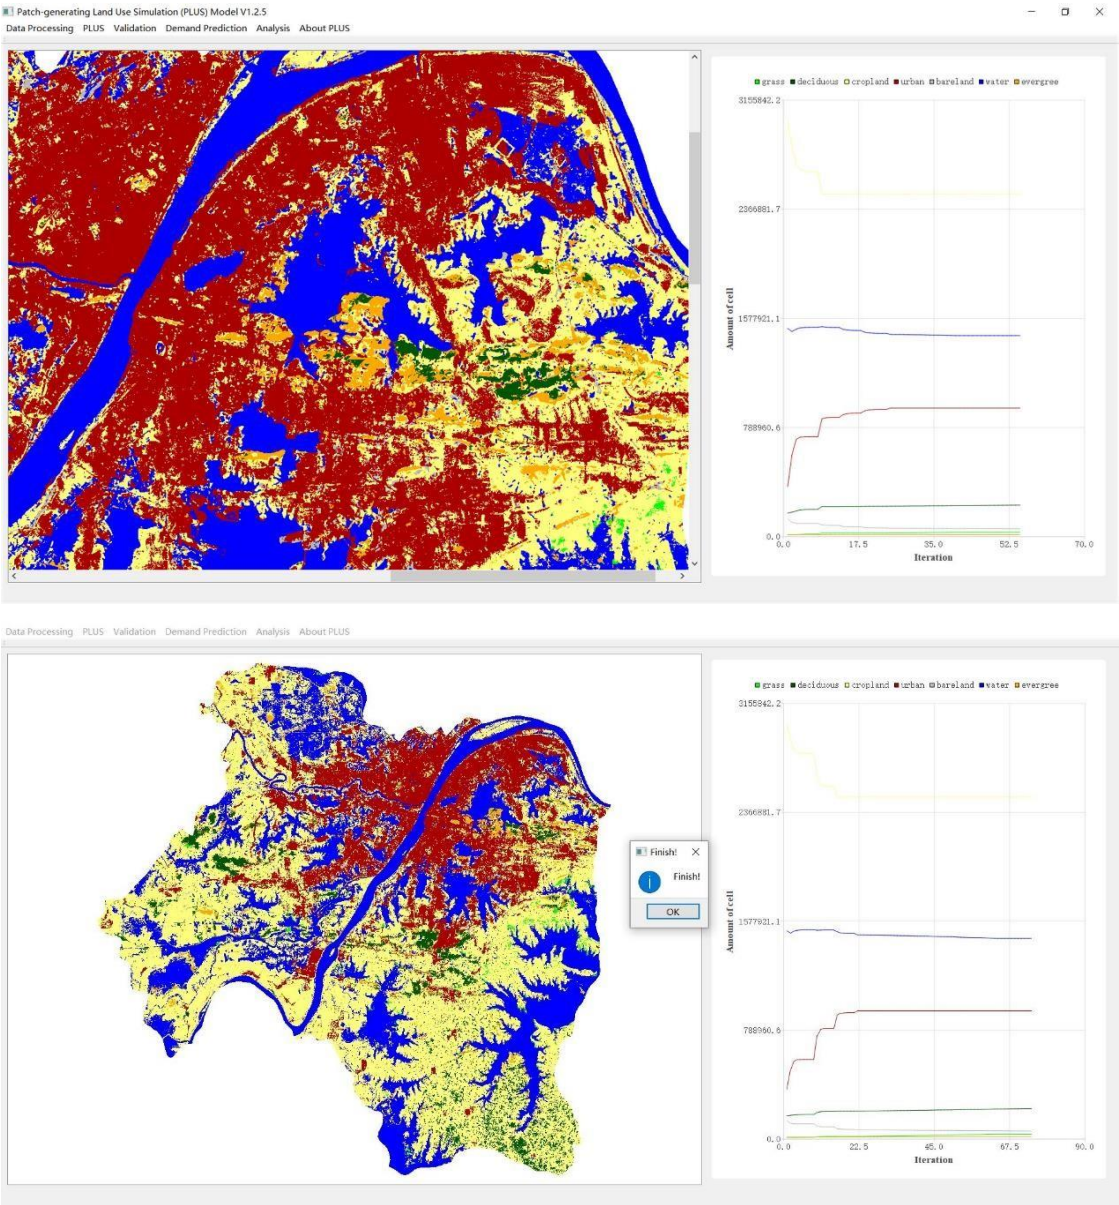 Patch-generating Land Use Simulation (PLUS) Model V1.2.5
Data Processing PLUS Validation Demand Prediction Analysis About PLUS
grass deciduous cropland urban bareland water evergree
3155842.2
2366881.7
1577921.1
788960.6
0.0
Amount of cell
0.0 17.5 35.0 52.5 70.0
Iteration
Data Processing PLUS Validation Demand Prediction Analysis About PLUS
grass deciduous cropland urban bareland water evergree
3155842.2
2366881.7
1577921.1
788960.6
0.0
Amount of cell
0.0 22.5 45.0 67.5 90.0
Iteration
Finish!
Finish!
OK